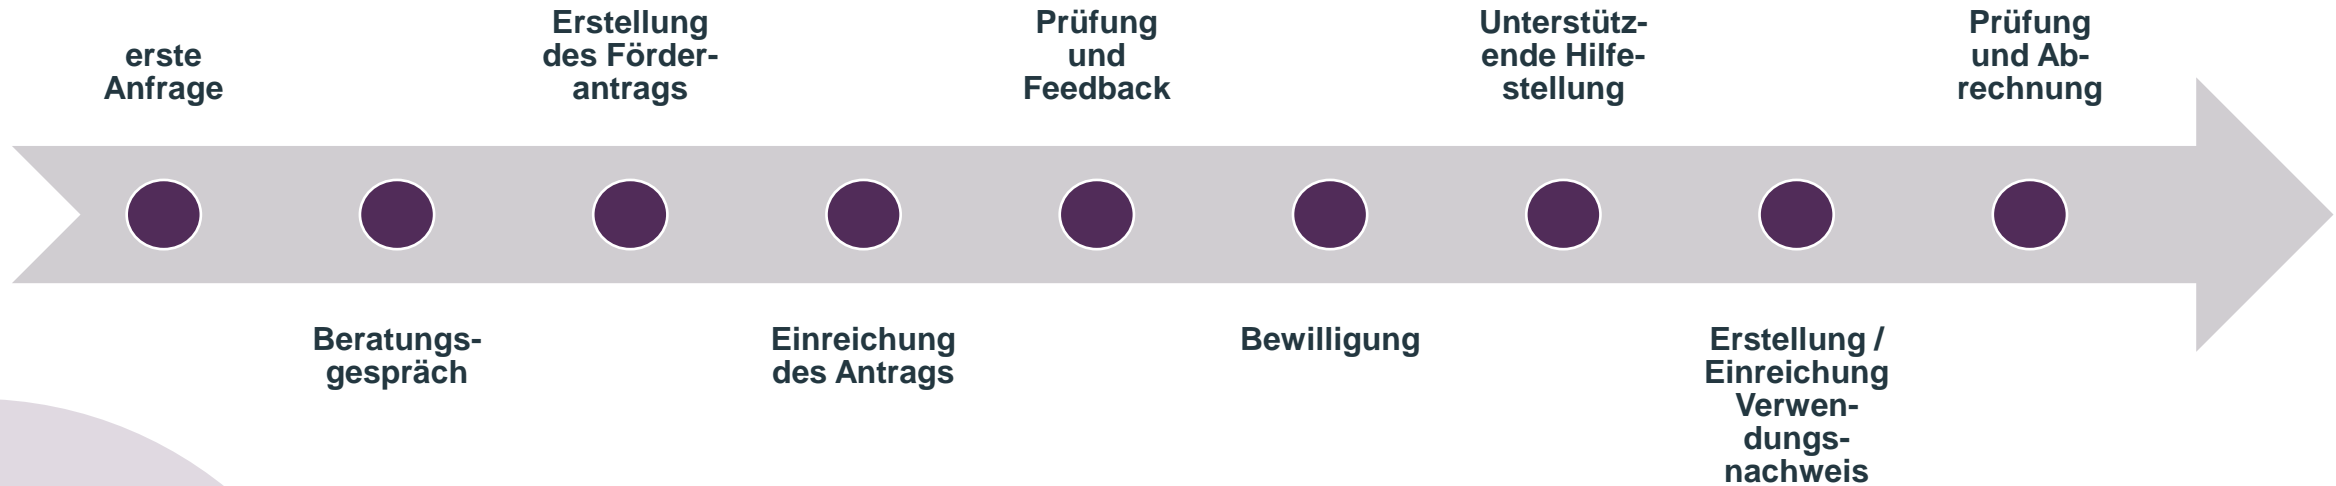 erste
Anfrage
Beratungs-
gespräch
Erstellung
des Förder-
antrags
Einreichung
des Antrags
Prüfung
und
Feedback
Bewilligung
Unterstütz-
ende Hilfe-
stellung
Erstellung /
Einreichung
Verwen-
dungs-
nachweis
Prüfung
und Ab-
rechnung